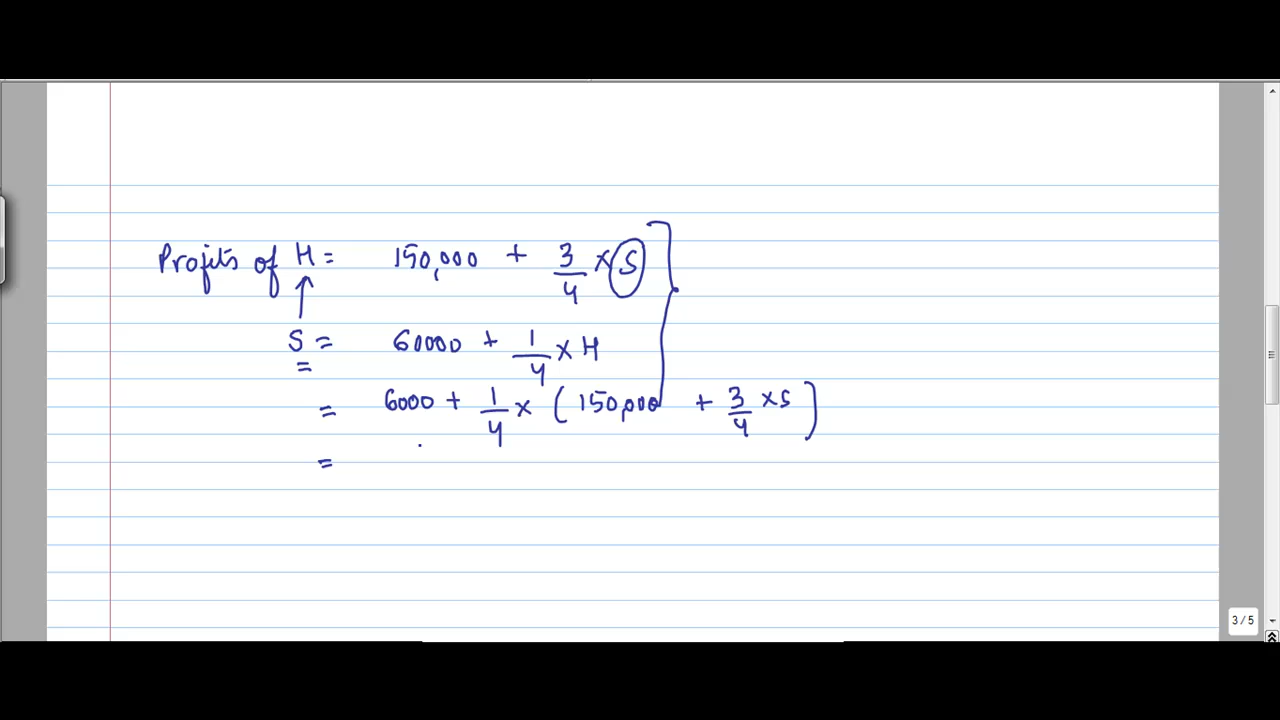 Profits of H = 150,000 + 3/4 × S
S = 60000 + 1/4 × H
= 6000 + 1/4 × (150,000 + 3/4 × S)
=
3 / 5